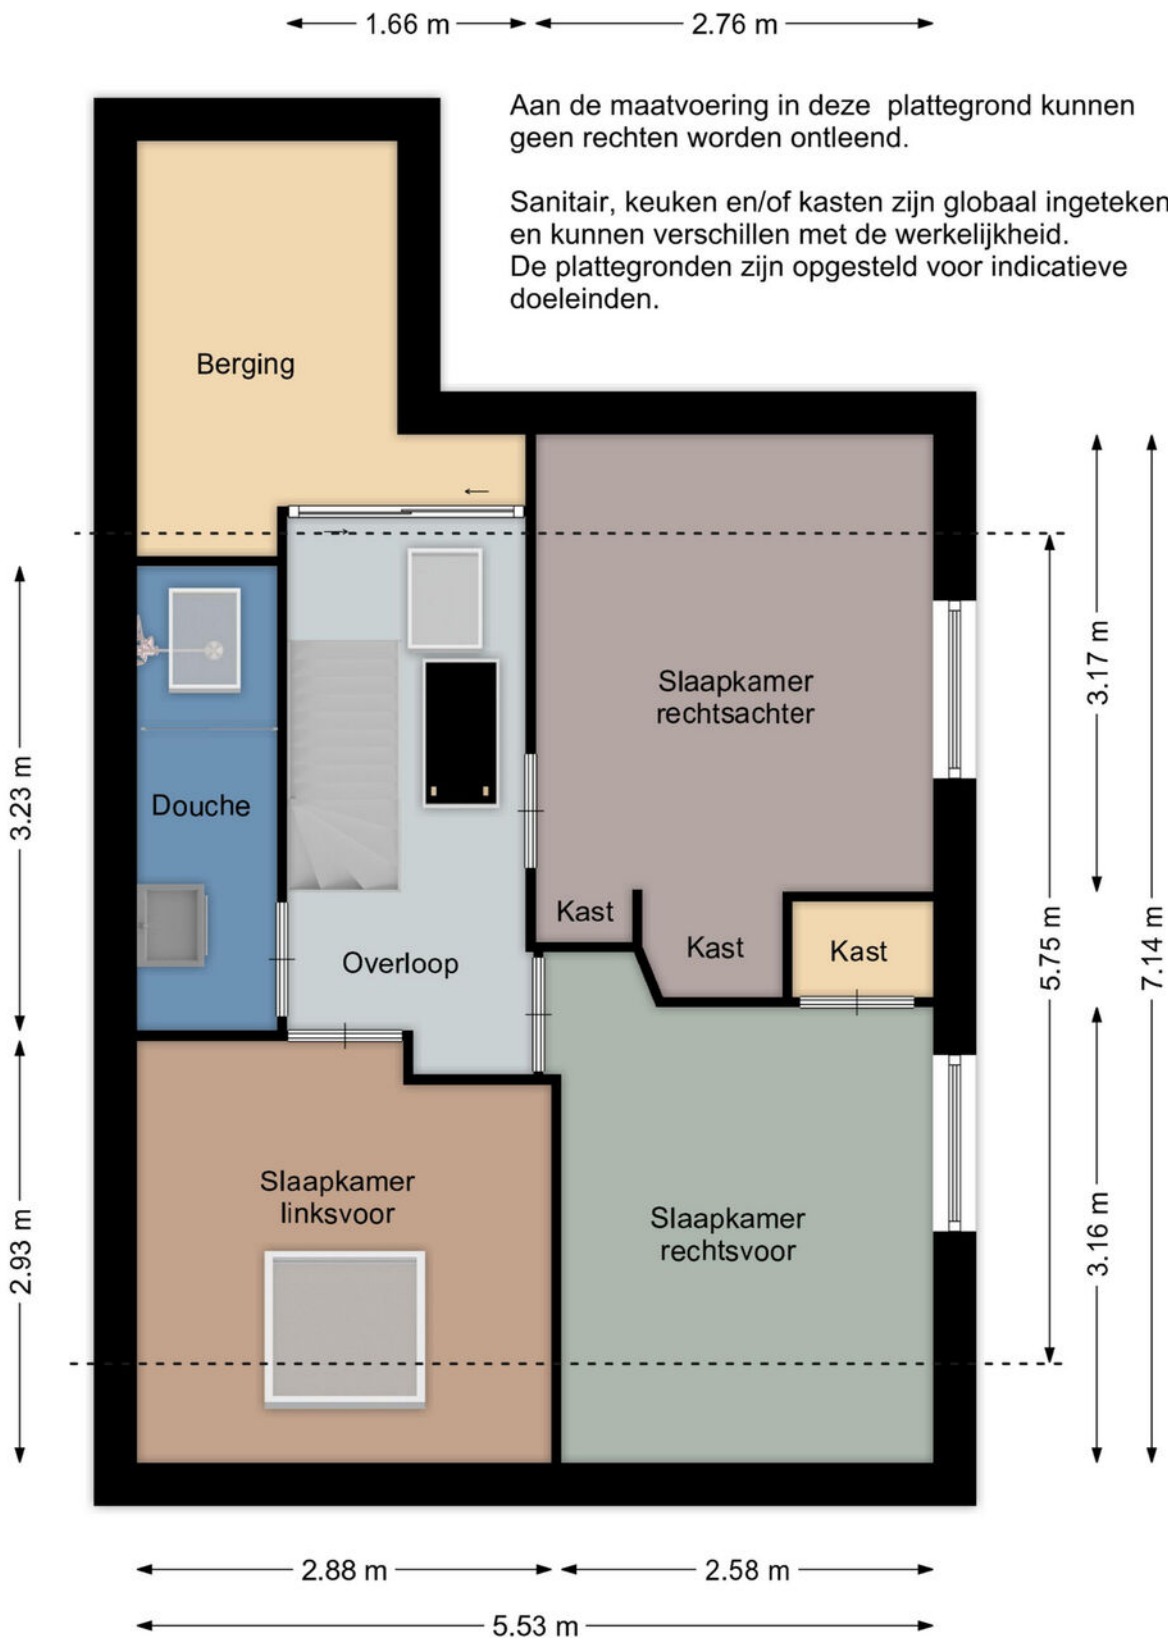 1.66 m
2.76 m
Aan de maatvoering in deze plattegrond kunnen
geen rechten worden ontleend.
Sanitair, keuken en/of kasten zijn globaal ingeteken
en kunnen verschillen met de werkelijkheid.
De plattegronden zijn opgesteld voor indicatieve
doeleinden.
Berging
Slaapkamer
rechtsachter
3.17 m
Douche
3.23 m
Kast
Kast
Kast
Overloop
5.75 m
7.14 m
Slaapkamer
linksvoor
Slaapkamer
rechtsvoor
2.93 m
3.16 m
2.88 m
2.58 m
5.53 m